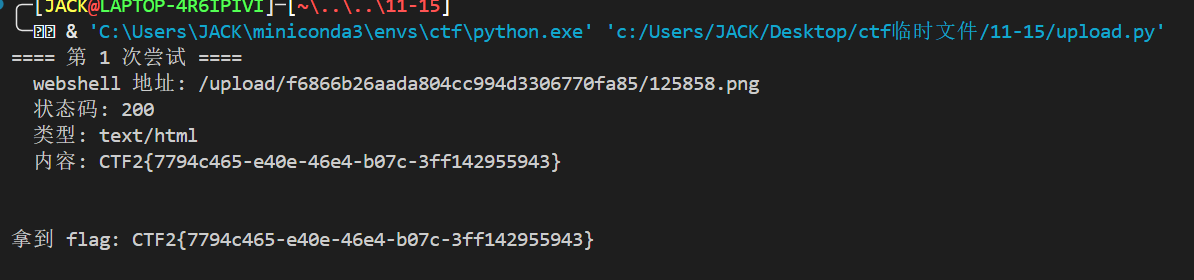 [JACK@LAPTOP-4R6IPIVI]-[~\..\..\11-15]
& 'C:\Users\JACK\miniconda3\envs\ctf\python.exe' 'c:/Users/JACK/Desktop/ctf临时文件/11-15/upload.py'
==== 第 1 次尝试 ====
webshell 地址: /upload/f6866b26aada804cc994d3306770fa85/125858.png
状态码: 200
类型: text/html
内容: CTF2{7794c465-e40e-46e4-b07c-3ff142955943}
拿到 flag: CTF2{7794c465-e40e-46e4-b07c-3ff142955943}